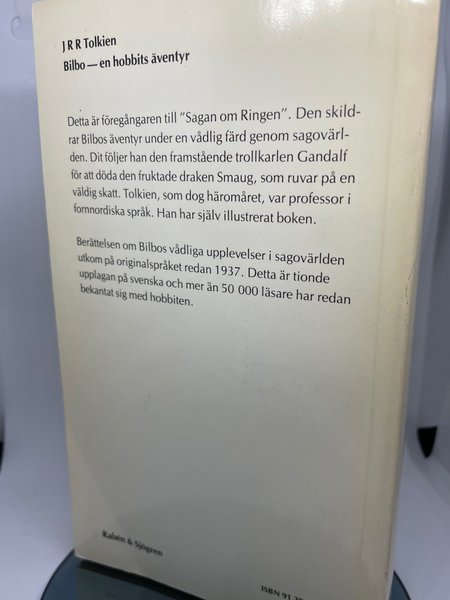 J R R Tolkien
Bilbo — en hobbits äventyr
Detta är föregångaren till ”Sagan om Ringen”. Den skild-
rar Bilbos äventyr under en vådlig färd genom sagovärl-
den. Dit följer han den framstående trollkarlen Gandalf
för att döda den fruktade draken Smaug, som ruvar på en
väldig skatt. Tolkien, som dog häromåret, var professor i
fornnordiska språk. Han har själv illustrerat boken.
Berättelsen om Bilbos vådliga upplevelser i sagovärlden
utkom på originalspråket redan 1937. Detta är tionde
upplagan på svenska och mer än 50 000 läsare har redan
bekantat sig med hobbiten.
Rabén & Sjögren
ISBN 91 29